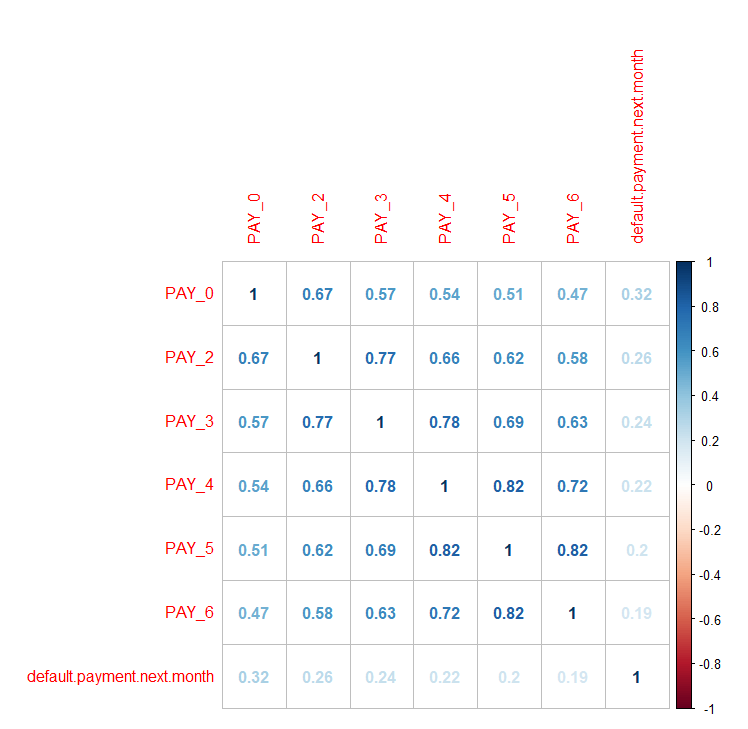 PAY_0 PAY_2 PAY_3 PAY_4 PAY_5 PAY_6 default.payment.next.month
PAY_0 1 0.67 0.57 0.54 0.51 0.47 0.32
PAY_2 0.67 1 0.77 0.66 0.62 0.58 0.26
PAY_3 0.57 0.77 1 0.78 0.69 0.63 0.24
PAY_4 0.54 0.66 0.78 1 0.82 0.72 0.22
PAY_5 0.51 0.62 0.69 0.82 1 0.82 0.2
PAY_6 0.47 0.58 0.63 0.72 0.82 1 0.19
default.payment.next.month 0.32 0.26 0.24 0.22 0.2 0.19 1
1
0.8
0.6
0.4
0.2
0
-0.2
-0.4
-0.6
-0.8
-1